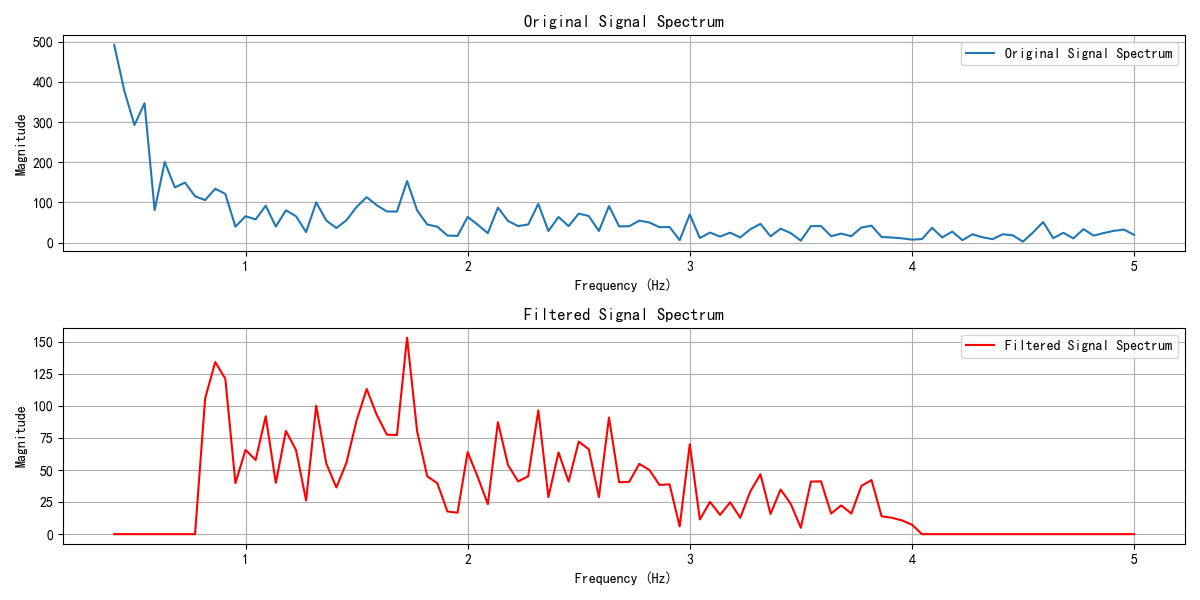 Original Signal Spectrum
500
400
300
200
100
0
Magnitude
Original Signal Spectrum
1
2
3
4
5
Frequency (Hz)
Filtered Signal Spectrum
150
125
100
75
50
25
0
Magnitude
Filtered Signal Spectrum
1
2
3
4
5
Frequency (Hz)